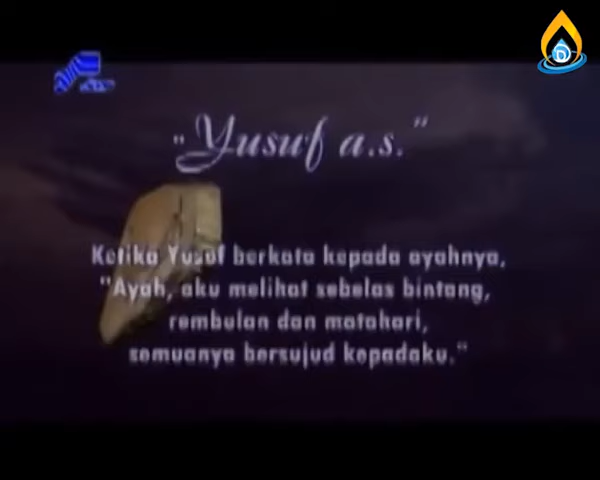 "Yusuf a.s."
Ketika Yusuf berkata kepada ayahnya,
"Ayah, aku melihat sebelas bintang,
rembulan dan matahari,
semuanya bersujud kepadaku."